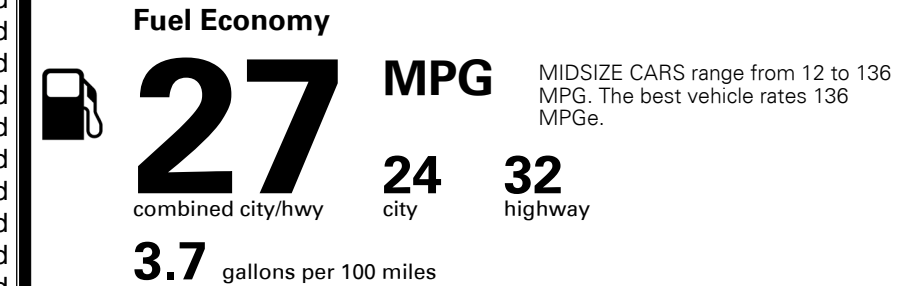 d
d
d
d
d
d
d
d
d
d
Fuel Economy
27
MPG
MIDSIZE CARS range from 12 to 136
MPG. The best vehicle rates 136
MPGe.
24
32
combined city/hwy
city
highway
3.7 gallons per 100 miles